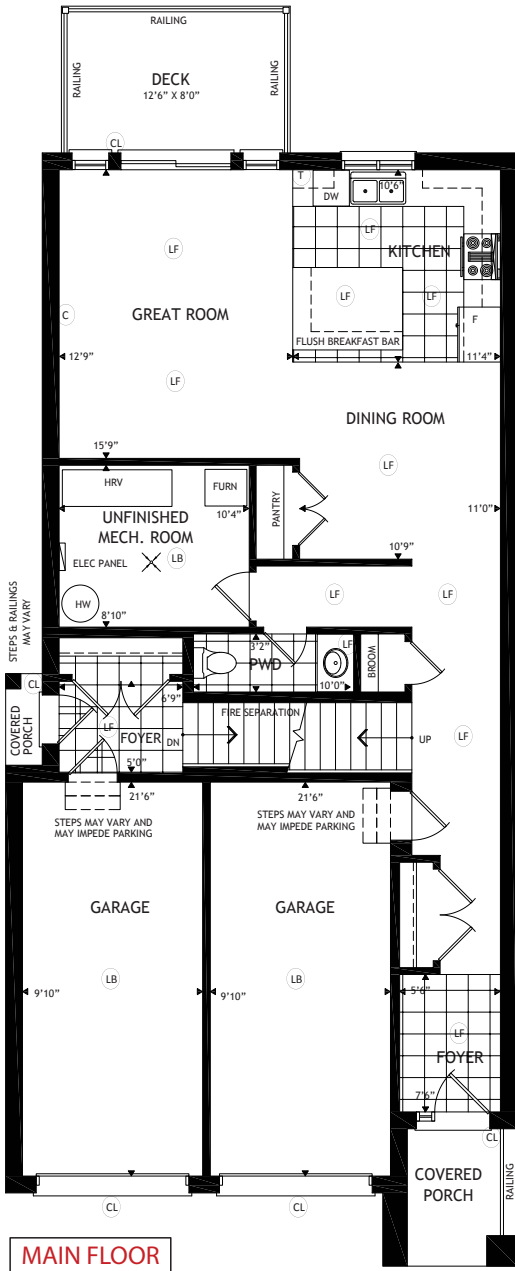 RAILING
RAILING
RAILING
DECK
12'6" X 8'0"
CL
T
DW
10'6"
LF
LF
KITCHEN
C
GREAT ROOM
LF
LF
F
FLUSH BREAKFAST BAR
12'9"
11'4"
LF
DINING ROOM
LF
15'9"
HRV
FURN
PANTRY
10'4"
11'0"
UNFINISHED
MECH. ROOM
ELEC PANEL
LB
10'9"
HW
8'10"
LF
LF
STEPS & RAILINGS
MAY VARY
3'2"
LF
PWD
10'0"
BROOM
CL
6'9"
COVERED
PORCH
LF
FOYER
DN
FIRE SEPARATION
UP
LF
5'0"
21'6"
21'6"
STEPS MAY VARY AND
MAY IMPEDE PARKING
STEPS MAY VARY AND
MAY IMPEDE PARKING
GARAGE
GARAGE
LB
LB
9'10"
9'10"
5'6"
LF
FOYER
7'6"
CL
COVERED
PORCH
RAILING
CL
CL
MAIN FLOOR